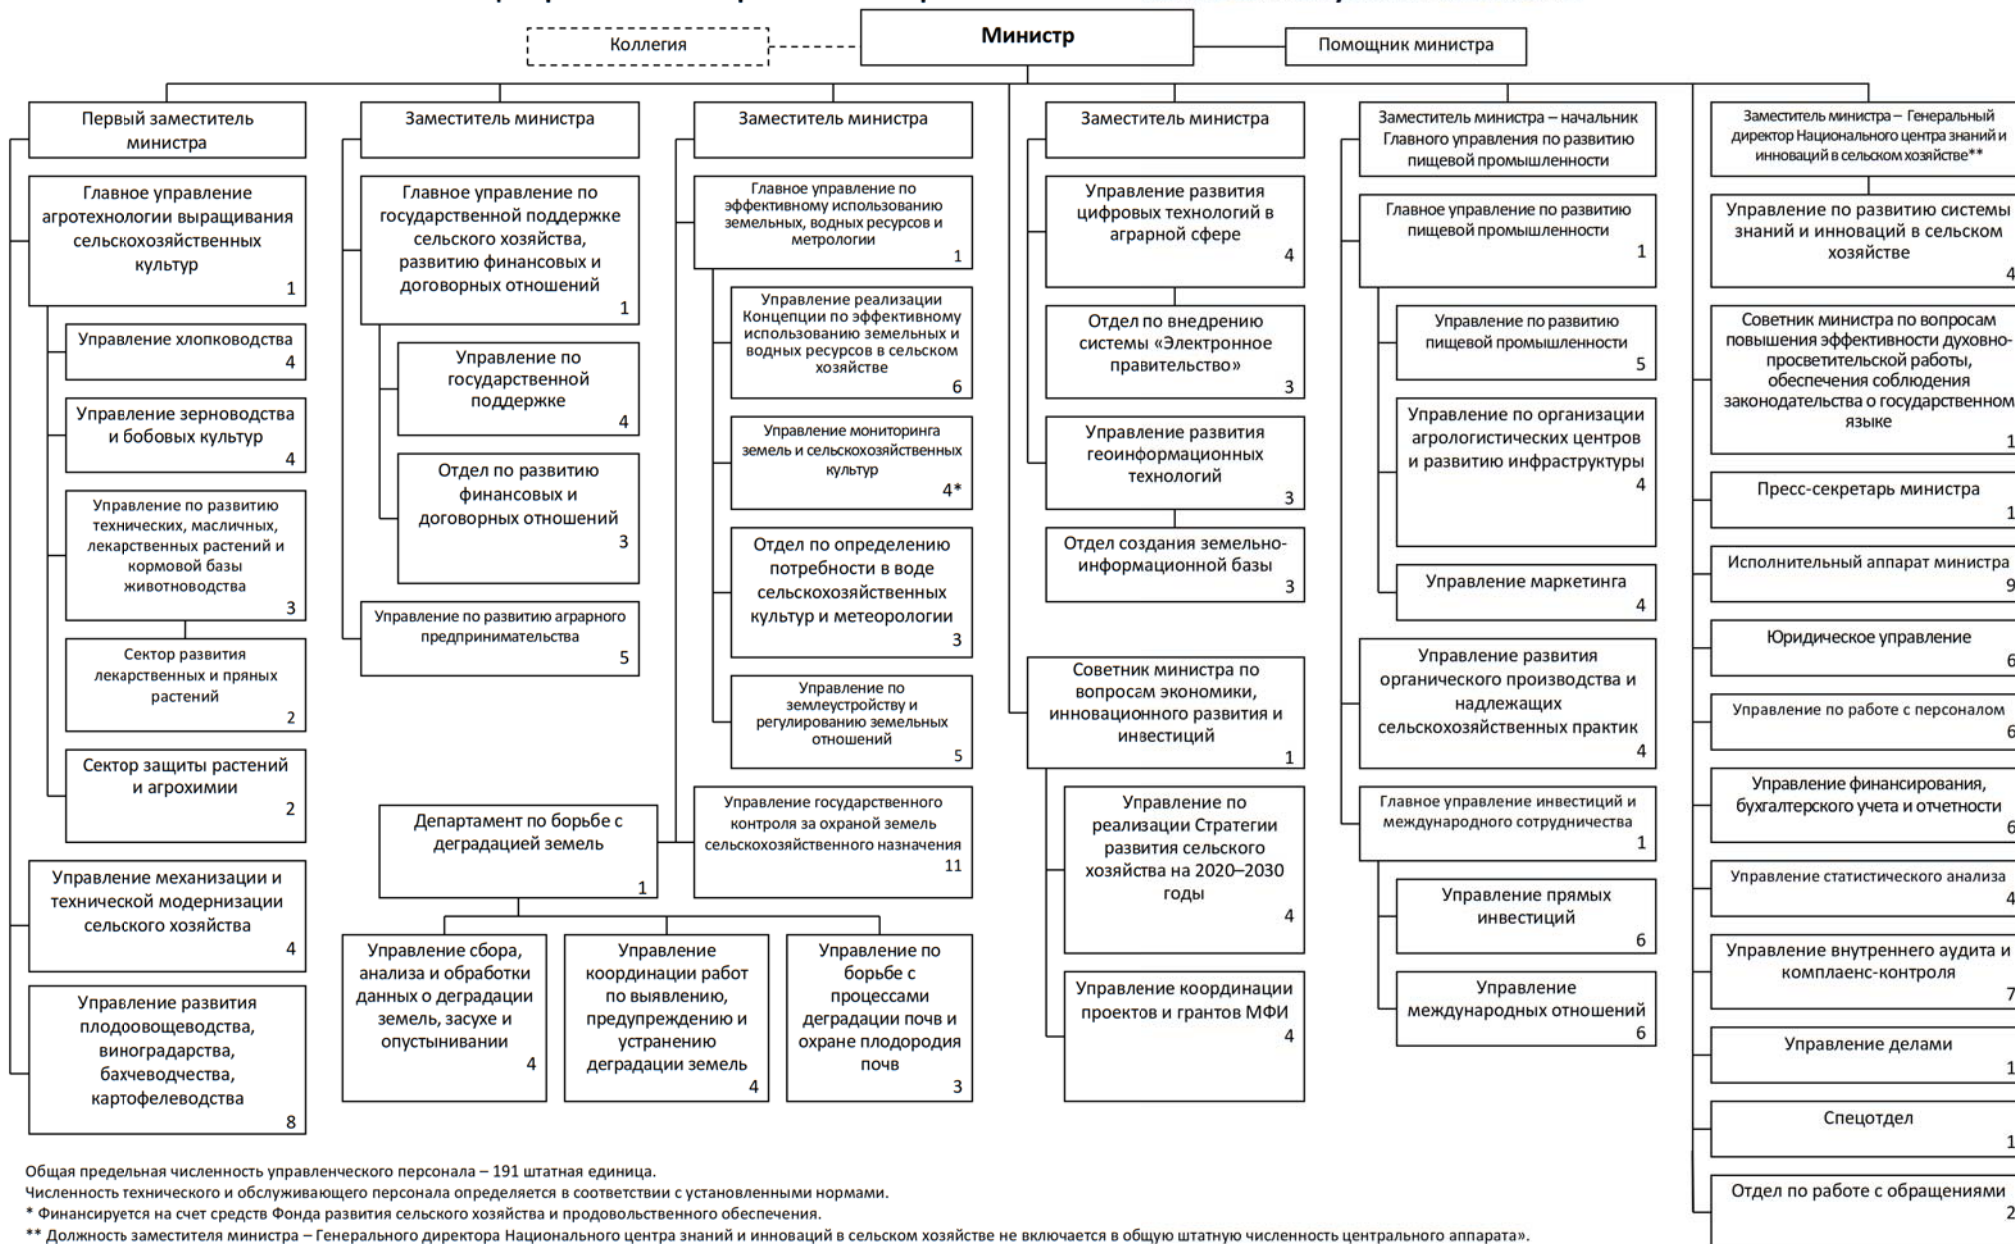 Коллегия
Министр
Помощник министра
Первый заместитель
министра
Главное управление
агротехнологии выращивания
сельскохозяйственных
культур
1
Управление хлопководства
4
Управление зерноводства
и бобовых культур
4
Управление по развитию
технических, масличных,
лекарственных растений и
кормовой базы
животноводства
3
Сектор развития
лекарственных и пряных
растений
2
Сектор защиты растений
и агрохимии
2
Управление механизации и
технической модернизации
сельского хозяйства
4
Управление развития
плодоовощеводства,
виноградарства,
бахчеводчества,
картофелеводства
8
Заместитель министра
Главное управление по
государственной поддержке
сельского хозяйства,
развитию финансовых и
договорных отношений
1
Управление по
государственной
поддержке
4
Отдел по развитию
финансовых и
договорных отношений
3
Управление по развитию аграрного
предпринимательства
5
Заместитель министра
Главное управление по
эффективному использованию
земельных, водных ресурсов и
метрологии
1
Управление реализации
Концепции по эффективному
использованию земельных и
водных ресурсов в сельском
хозяйстве
6
Управление мониторинга
земель и сельскохозяйственных
культур
4*
Отдел по определению
потребности в воде
сельскохозяйственных
культур и метеорологии
3
Управление по
землеустройству и
регулированию земельных
отношений
5
Департамент по борьбе с
деградацией земель
1
Управление государственного
контроля за охраной земель
сельскохозяйственного назначения
11
Управление сбора,
анализа и обработки
данных о деградации
земель, засухе и
опустынивании
4
Управление
координации работ
по выявлению,
предупреждению и
устранению
деградации земель
4
Управление по
борьбе с
процессами
деградации почв и
охране плодородия
почв
3
Заместитель министра
Управление развития
цифровых технологий в
аграрной сфере
4
Отдел по внедрению
системы «Электронное
правительство»
3
Управление развития
геоинформационных
технологий
3
Отдел создания земельно-
информационной базы
3
Советник министра по
вопросам экономики,
инновационного развития и
инвестиций
1
Управление по
реализации Стратегии
развития сельского
хозяйства на 2020–2030
годы
4
Управление координации
проектов и грантов МФИ
4
Заместитель министра – начальник
Главного управления по развитию
пищевой промышленности
Главное управление по развитию
пищевой промышленности
1
Управление по развитию
пищевой промышленности
5
Управление по организации
агрологистических центров
и развитию инфраструктуры
4
Управление маркетинга
4
Управление развития
органического производства и
надлежащих
сельскохозяйственных практик
4
Главное управление инвестиций и
международного сотрудничества
1
Управление прямых
инвестиций
6
Управление
международных отношений
6
Заместитель министра – Генеральный
директор Национального центра знаний и
инноваций в сельском хозяйстве**
Управление по развитию системы
знаний и инноваций в сельском
хозяйстве
4
Советник министра по вопросам
повышения эффективности духовно-
просветительской работы,
обеспечения соблюдения
законодательства о государственном
языке
1
Пресс-секретарь министра
1
Исполнительный аппарат министра
9
Юридическое управление
6
Управление по работе с персоналом
6
Управление финансирования,
бухгалтерского учета и отчетности
6
Управление статистического анализа
4
Управление внутреннего аудита и
комплаенс-контроля
7
Управление делами
1
Спецотдел
1
Отдел по работе с обращениями
2
Общая предельная численность управленческого персонала – 191 штатная единица.
Численность технического и обслуживающего персонала определяется в соответствии с установленными нормами.
* Финансируется на счет средств Фонда развития сельского хозяйства и продовольственного обеспечения.
** Должность заместителя министра – Генерального директора Национального центра знаний и инноваций в сельском хозяйстве не включается в общую штатную численность центрального аппарата».